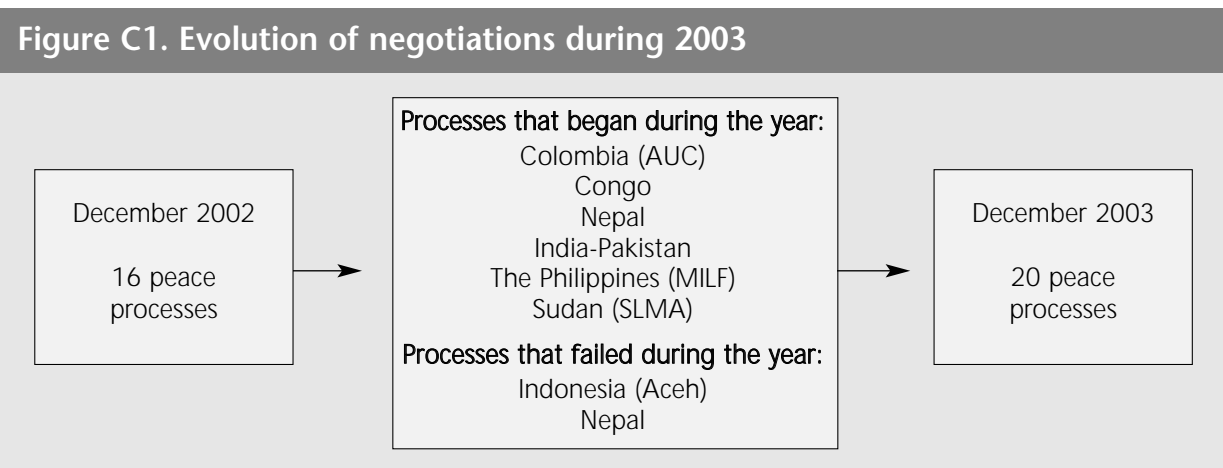 Figure C1. Evolution of negotiations during 2003
December 2002
16 peace
processes
Processes that began during the year:
Colombia (AUC)
Congo
Nepal
India-Pakistan
The Philippines (MILF)
Sudan (SLMA)
Processes that failed during the year:
Indonesia (Aceh)
Nepal
December 2003
20 peace
processes